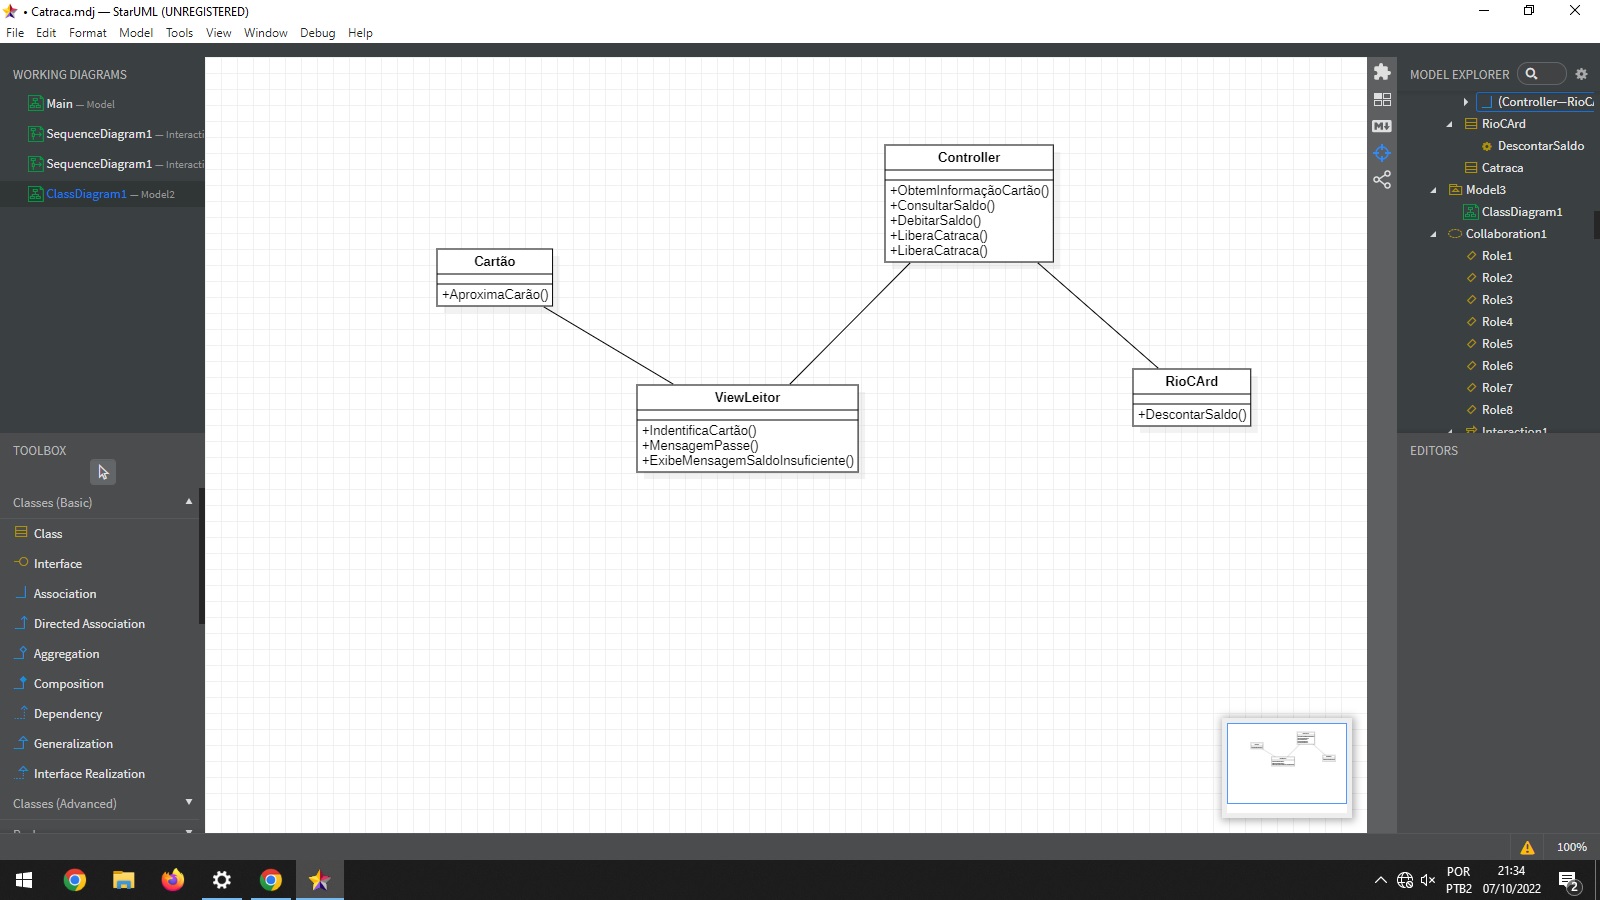 • Catraca.mdj — StarUML (UNREGISTERED)
File Edit Format Model Tools View Window Debug Help
WORKING DIAGRAMS
Main — Model
SequenceDiagram1 — Interacti
SequenceDiagram1 — Interacti
ClassDiagram1 — Model2
TOOLBOX
Classes (Basic)
Class
Interface
Association
Directed Association
Aggregation
Composition
Dependency
Generalization
Interface Realization
Classes (Advanced)
Cartão
+AproximaCarão()
Controller
+ObtemInformaçãoCartão()
+ConsultarSaldo()
+DebitarSaldo()
+LiberaCatraca()
+LiberaCatraca()
ViewLeitor
+IndentificaCartão()
+MensagemPasse()
+ExibeMensagemSaldoInsuficiente()
RioCArd
+DescontarSaldo()
M
MODEL EXPLORER
(Controller—RioCA
RioCArd
DescontarSaldo
Catraca
Model3
ClassDiagram1
Collaboration1
Role1
Role2
Role3
Role4
Role5
Role6
Role7
Role8
Interaction1
EDITORS
100%
POR
PTB2
21:34
07/10/2022
2